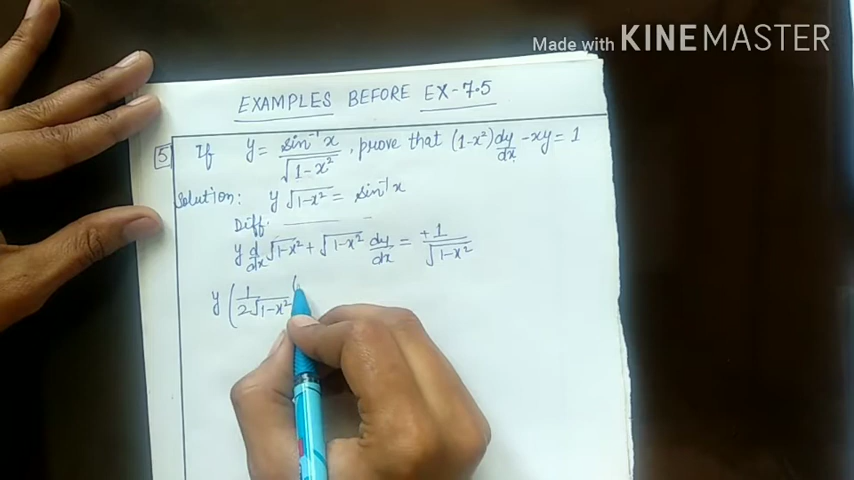 Made with KINEMASTER
EXAMPLES BEFORE EX-7.5
5 If y = sin⁻¹x / √(1-x²) , prove that (1-x²) dy/dx - xy = 1
Solution: y √(1-x²) = sin⁻¹x
Diff.
y d/dx √(1-x²) + √(1-x²) dy/dx = +1/√(1-x²)
y ( 1/2√(1-x²) (